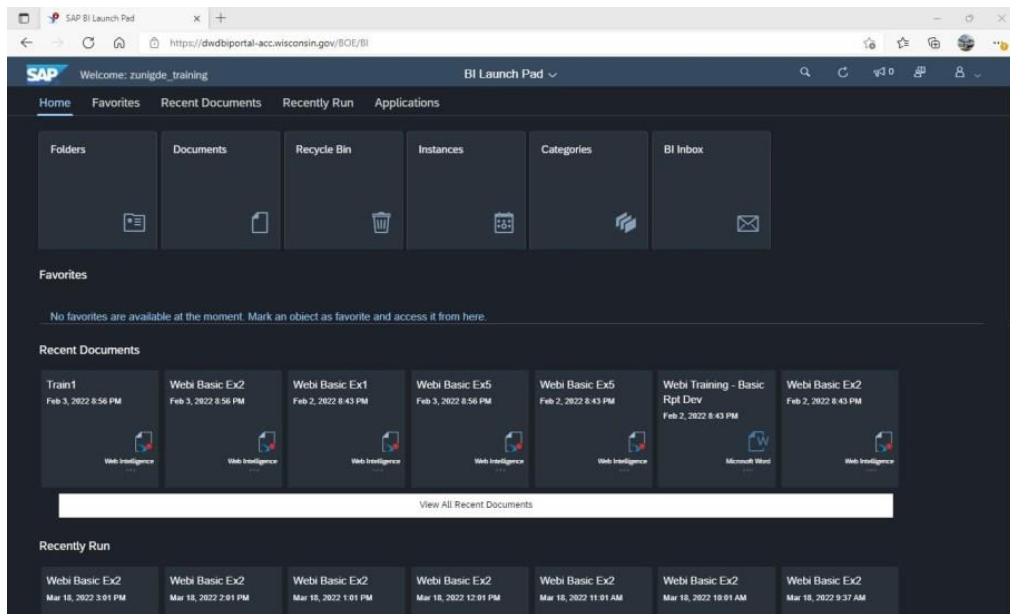 SAP BI Launch Pad
https://dwdbiportal-acc.wisconsin.gov/BOE/BI
SAP Welcome: zunigde_training BI Launch Pad 0
Home Favorites Recent Documents Recently Run Applications
Folders Documents Recycle Bin Instances Categories BI Inbox
Favorites
No favorites are available at the moment. Mark an object as favorite and access it from here.
Recent Documents
Train1 Webi Basic Ex2 Webi Basic Ex1 Webi Basic Ex5 Webi Basic Ex5 Webi Training - Basic Webi Basic Ex2
Feb 3, 2022 8:56 PM Feb 3, 2022 8:56 PM Feb 2, 2022 8:43 PM Feb 3, 2022 8:56 PM Feb 2, 2022 8:43 PM Rpt Dev Feb 2, 2022 8:43 PM
Feb 2, 2022 8:43 PM
Web Intelligence Web Intelligence Web Intelligence Web Intelligence Web Intelligence Microsoft Word Web Intelligence
View All Recent Documents
Recently Run
Webi Basic Ex2 Webi Basic Ex2 Webi Basic Ex2 Webi Basic Ex2 Webi Basic Ex2 Webi Basic Ex2 Webi Basic Ex2
Mar 18, 2022 3:01 PM Mar 18, 2022 2:01 PM Mar 18, 2022 1:01 PM Mar 18, 2022 12:01 PM Mar 18, 2022 11:01 AM Mar 18, 2022 10:01 AM Mar 18, 2022 9:37 AM